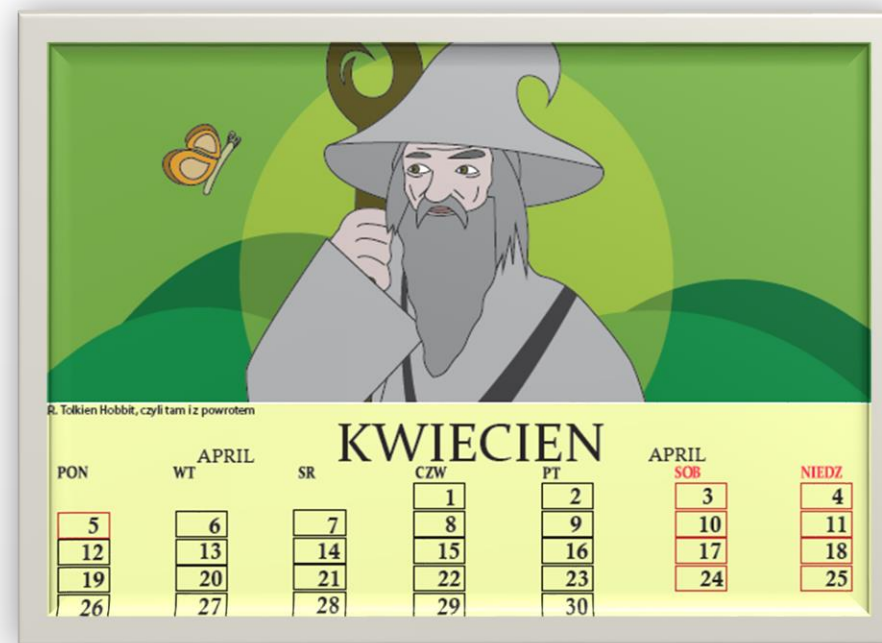 R. Tolkien Hobbit, czyli tam i z powrotem
KWIECIEN
APRIL APRIL
PON WT SR CZW PT SOB NIEDZ
1 2 3 4
5 6 7 8 9 10 11
12 13 14 15 16 17 18
19 20 21 22 23 24 25
26 27 28 29 30